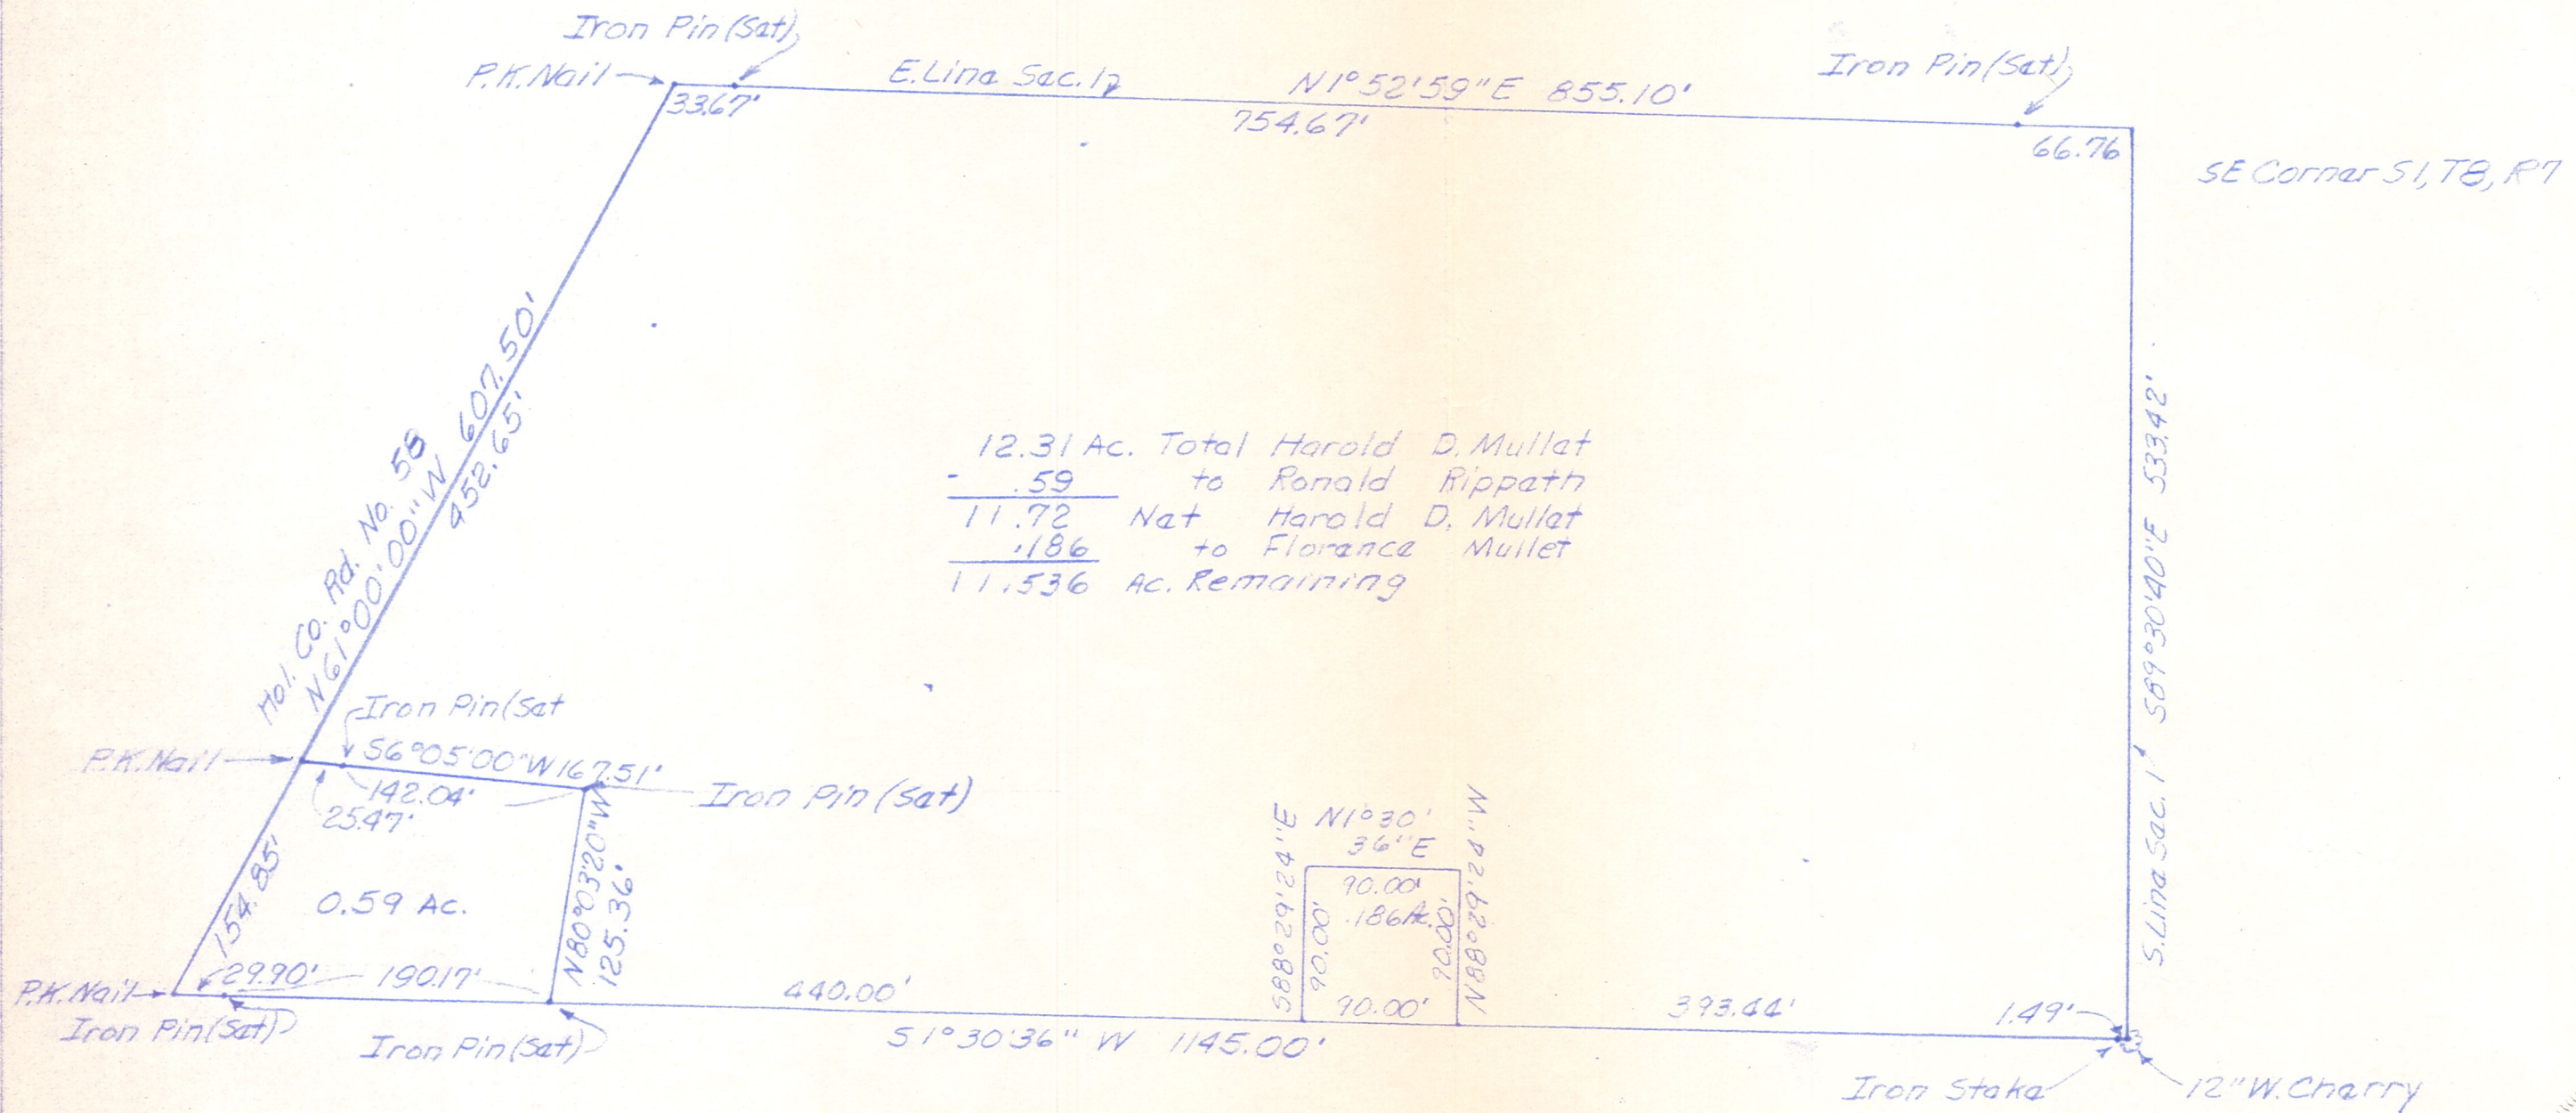 Iron Pin (Set)
P.K. Nail
33.67'
E. Line Sec. 1
N1°52'59"E 855.10'
754.67'
Iron Pin (Set)
66.76
SE Corner S1, T8, R7
Hol. Co. Rd. No. 58
N61°00'00"W 607.50'
452.65'
12.31 Ac. Total Harold D. Mullet
- .59 to Ronald Rippeth
11.72 Net Harold D. Mullet
.186 to Florence Mullet
11.536 Ac. Remaining
S. Line Sec. 1 S89°30'40"E 533.42'
Iron Pin (Set
P.K. Nail
S6°05'00"W 167.51'
142.04'
25.47'
Iron Pin (Set)
154.85'
0.59 Ac.
N80°03'20"W
125.36'
S88°29'24"E
N1°30'
36"E
N88°29'24"W
90.00'
.186 Ac.
90.00'
90.00'
90.00'
P.K. Nail
29.90'
190.17'
440.00'
393.44'
1.49'
Iron Pin (Set)
Iron Pin (Set)
S1°30'36" W 1145.00'
Iron Stake
12" W. Cherry